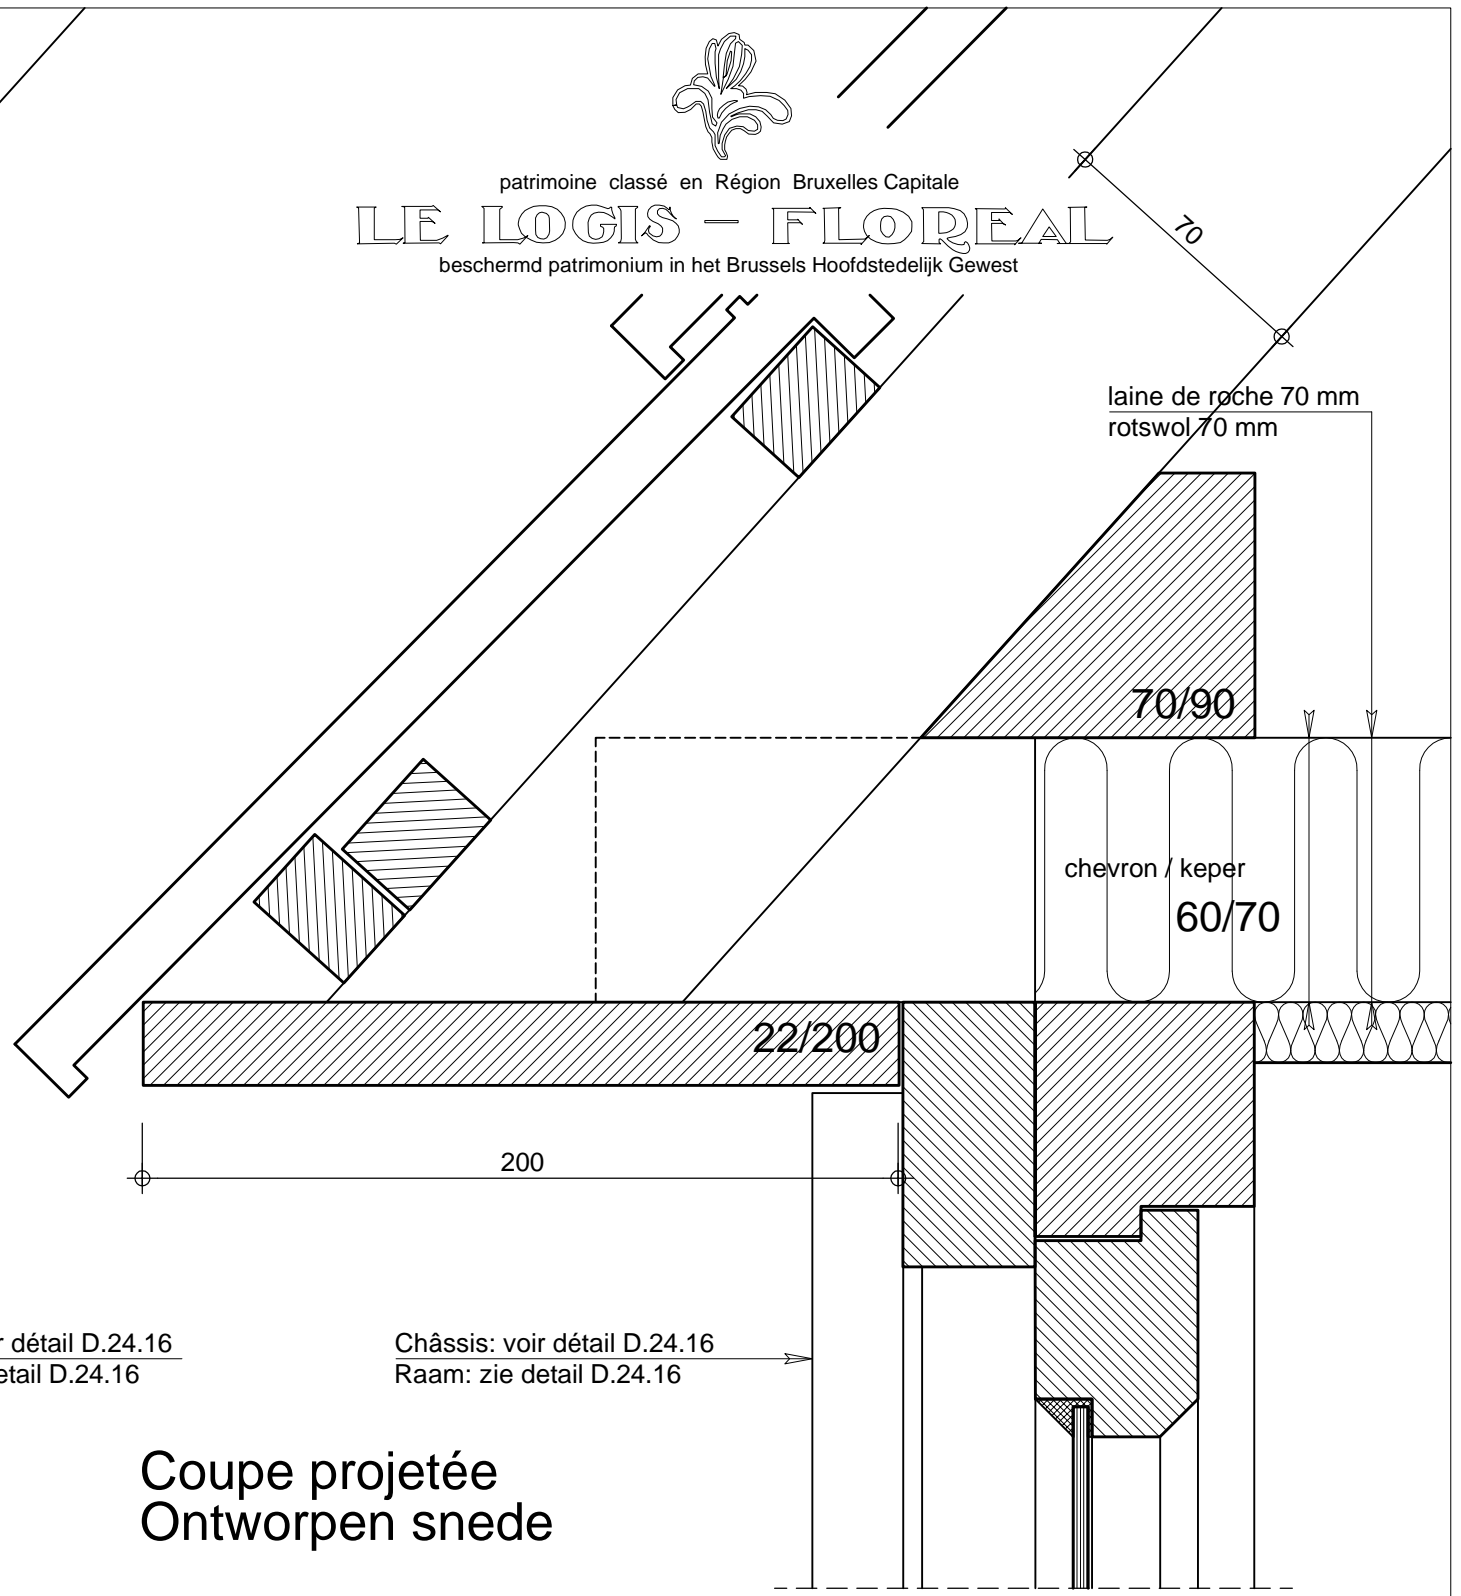 patrimoine classé en Région Bruxelles Capitale
LE LOGIS - FLOREAL
beschermd patrimonium in het Brussels Hoofdstedelijk Gewest
70
laine de roche 70 mm
rotswol 70 mm
70/90
chevron / keper
60/70
22/200
200
détail D.24.16
D.24.16
Châssis: voir détail D.24.16
Raam: zie detail D.24.16
Coupe projetée
Ontworpen snede